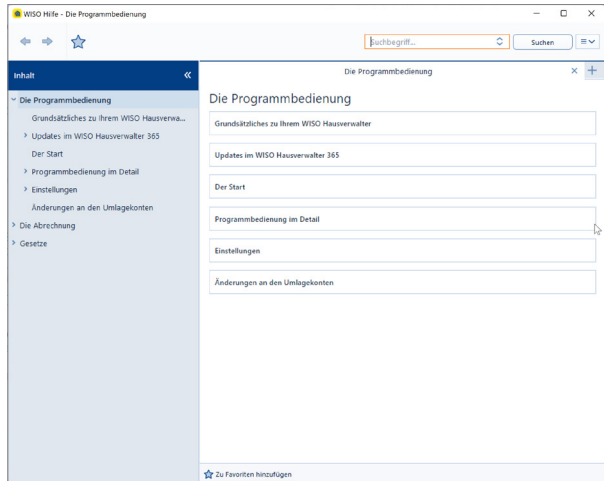 WISO Hilfe - Die Programmbedienung
Suchbegriff...
Suchen
Inhalt
Die Programmbedienung
Grundsätzliches zu Ihrem WISO Hausverwa...
Updates im WISO Hausverwalter 365
Der Start
Programmbedienung im Detail
Einstellungen
Änderungen an den Umlagekonten
Die Abrechnung
Gesetze
Die Programmbedienung
Die Programmbedienung
Grundsätzliches zu Ihrem WISO Hausverwalter
Updates im WISO Hausverwalter 365
Der Start
Programmbedienung im Detail
Einstellungen
Änderungen an den Umlagekonten
Zu Favoriten hinzufügen